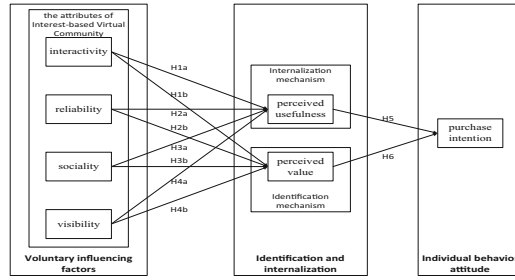 the attributes of
Interest-based Virtual
Community
interactivity
reliability
sociality
visibility
Voluntary influencing
factors
H1a
H1b
H2a
H2b
H3a
H3b
H4a
H4b
Internalization
mechanism
perceived
usefulness
perceived
value
Identification
mechanism
Identification and
internalization
H5
H6
purchase
intention
Individual behavior
attitude